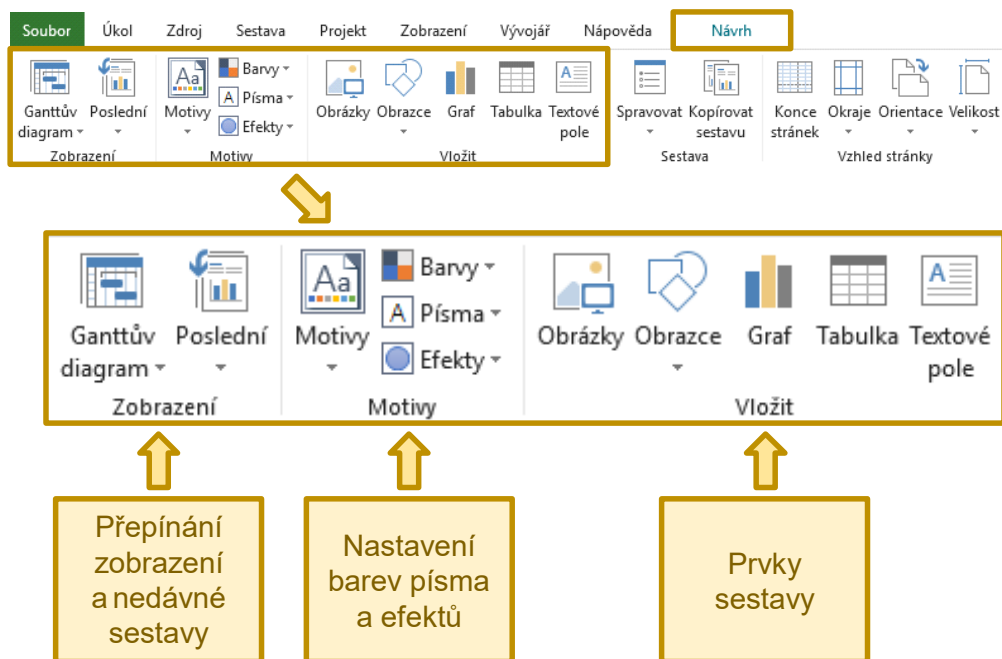 Soubor Úkol Zdroj Sestava Projekt Zobrazení Vývojář Nápověda Návrh
Ganttův diagram
Poslední
Zobrazení
Aa
Motivy
Barvy
A Písma
Efekty
Motivy
Obrázky
Obrazce
Graf
Tabulka
A
Textové
pole
Vložit
Spravovat
Kopírovat
sestavu
Sestava
Konce
stránek
Okraje
Orientace
Velikost
Vzhled stránky
Ganttův
diagram
Poslední
Zobrazení
Aa
Motivy
Barvy
A Písma
Efekty
Motivy
Obrázky
Obrazce
Graf
Tabulka
A
Textové
pole
Vložit
Přepínání
zobrazení
a nedávné
sestavy
Nastavení
barev písma
a efektů
Prvky
sestavy